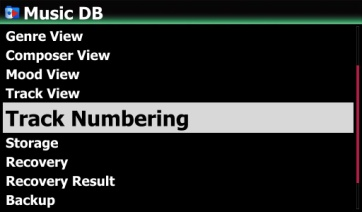 Music DB
Genre View
Composer View
Mood View
Track View
Track Numbering
Storage
Recovery
Recovery Result
Backup